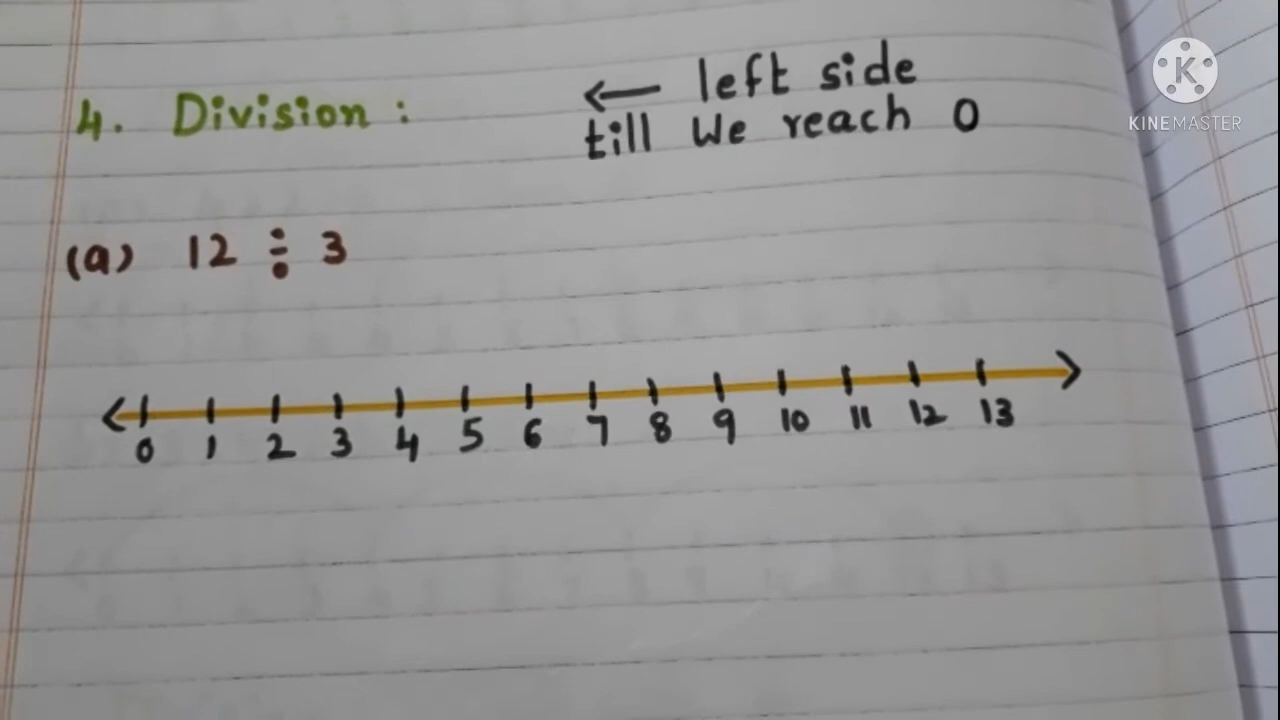 4. Division :
← left side
till We reach 0
(a) 12 ÷ 3
0 1 2 3 4 5 6 7 8 9 10 11 12 13
KINEMASTER